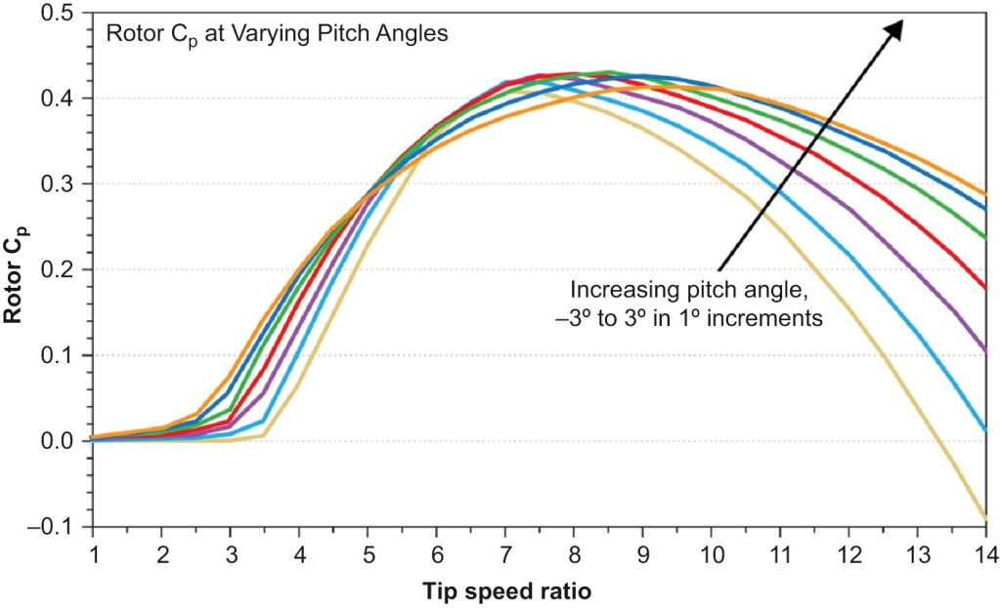 Rotor Cp at Varying Pitch Angles
0.5
0.4
0.3
0.2
0.1
0.0
–0.1
Rotor Cp
Increasing pitch angle,
–3º to 3º in 1º increments
1 2 3 4 5 6 7 8 9 10 11 12 13 14
Tip speed ratio